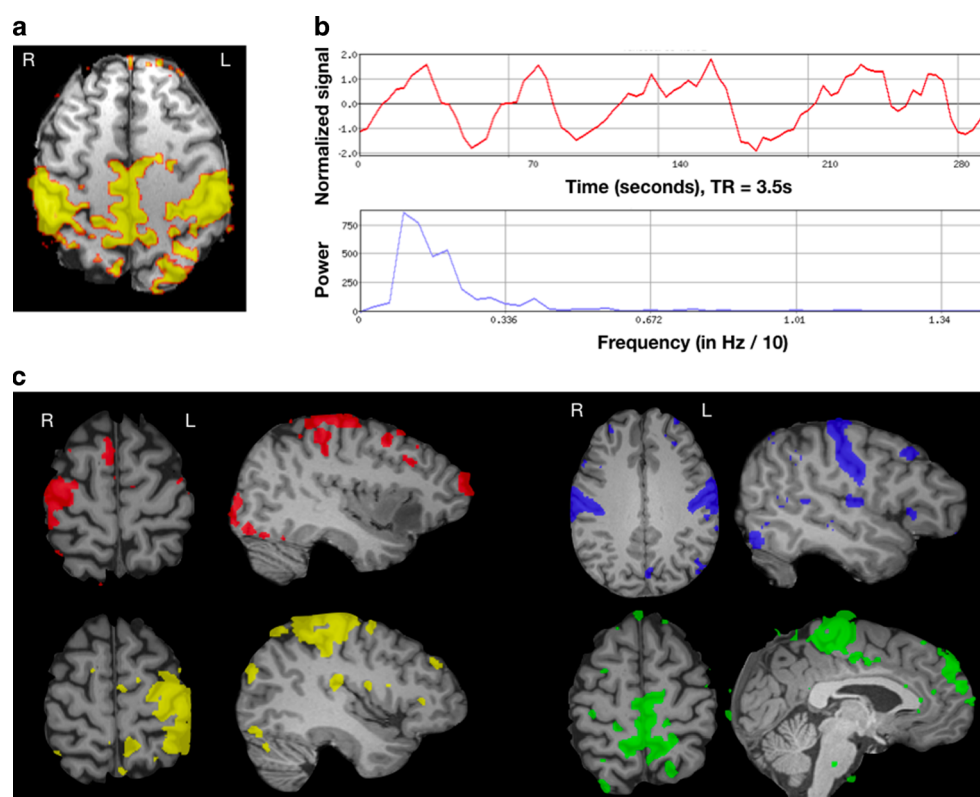 a
R L
b
Normalized signal
2.0
1.0
0.0
-1.0
-2.0
0 70 140 210 280
Time (seconds), TR = 3.5s
Power
750
500
250
0
0 0.336 0.672 1.01 1.34
Frequency (in Hz / 10)
c
R L
R L